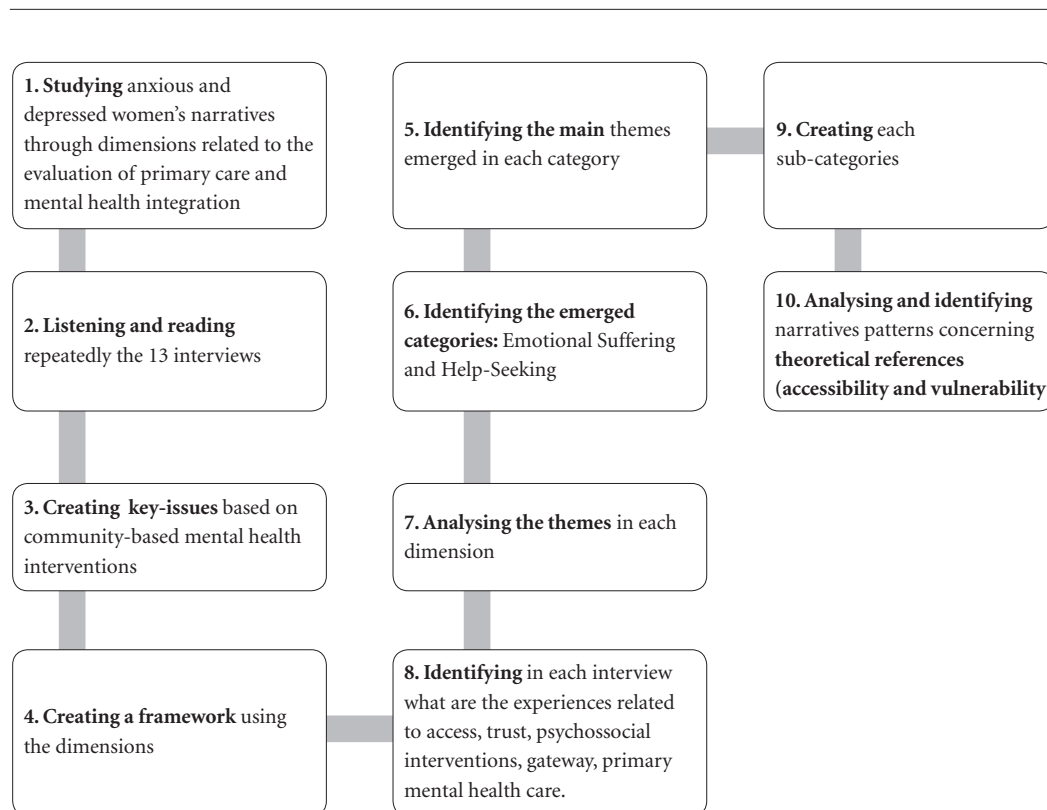 1. Studying anxious and
depressed women's narratives
through dimensions related to the
evaluation of primary care and
mental health integration
2. Listening and reading
repeatedly the 13 interviews
3. Creating key-issues based on
community-based mental health
interventions
4. Creating a framework using
the dimensions
5. Identifying the main themes
emerged in each category
6. Identifying the emerged
categories: Emotional Suffering
and Help-Seeking
7. Analysing the themes in each
dimension
8. Identifying in each interview
what are the experiences related
to access, trust, psychossocial
interventions, gateway, primary
mental health care.
9. Creating each
sub-categories
10. Analysing and identifying
narratives patterns concerning
theoretical references
(accessibility and vulnerability